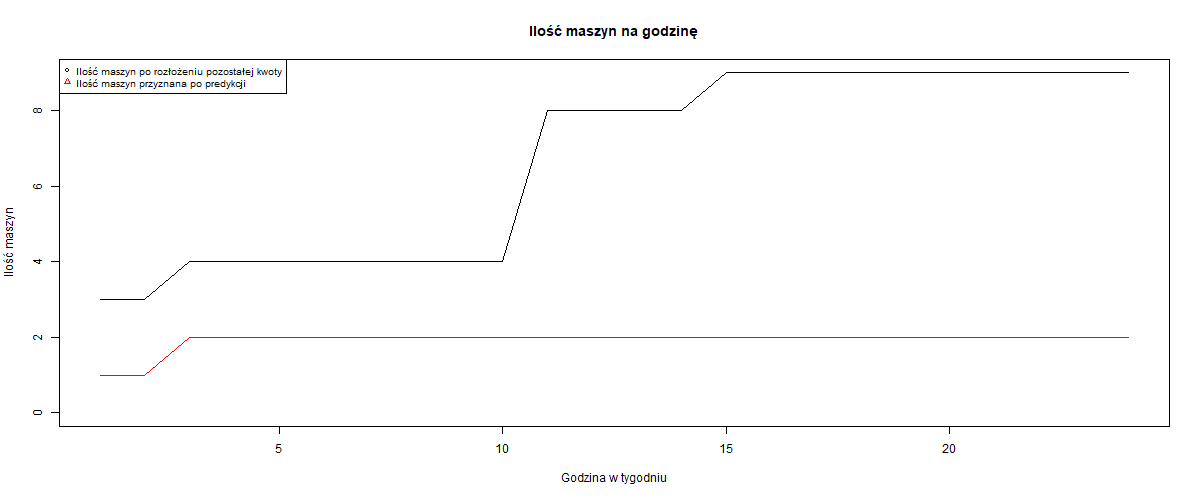 Ilość maszyn na godzinę
Ilość maszyn po rozłożeniu pozostałej kwoty
Ilość maszyn przyznana po predykcji
Ilość maszyn
8
6
4
2
0
5 10 15 20
Godzina w tygodniu